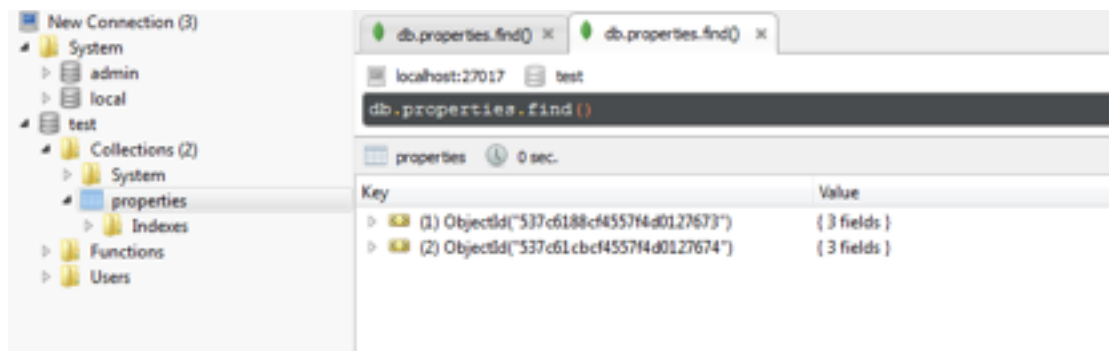 New Connection (3)
System
admin
local
test
Collections (2)
System
properties
Indexes
Functions
Users
db.properties.find() db.properties.find()
localhost:27017 test
db.properties.find()
properties 0 sec.
Key Value
(1) ObjectId("537c6188cf4557f4d0127673") { 3 fields }
(2) ObjectId("537c61cbcf4557f4d0127674") { 3 fields }